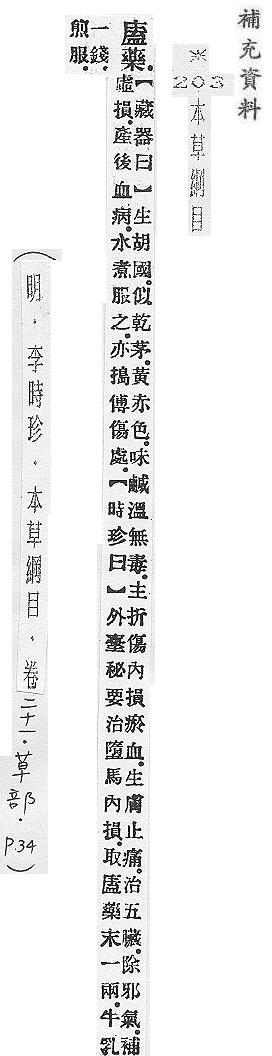 補充資料
※203本草綱目
盧藥.【藏器曰】生胡國.似乾茅.黃赤色.味鹹溫無毒.主折傷內損瘀血.生膚止痛.治五臟.除邪氣.補
虛損.產後血病.水煮服之.亦搗傅傷處.【時珍曰】外臺秘要治墮馬內損.取盧藥末一兩.牛乳
一錢.
煎服.
(明.李時珍.本草綱目.卷二十一.草部.P.34)